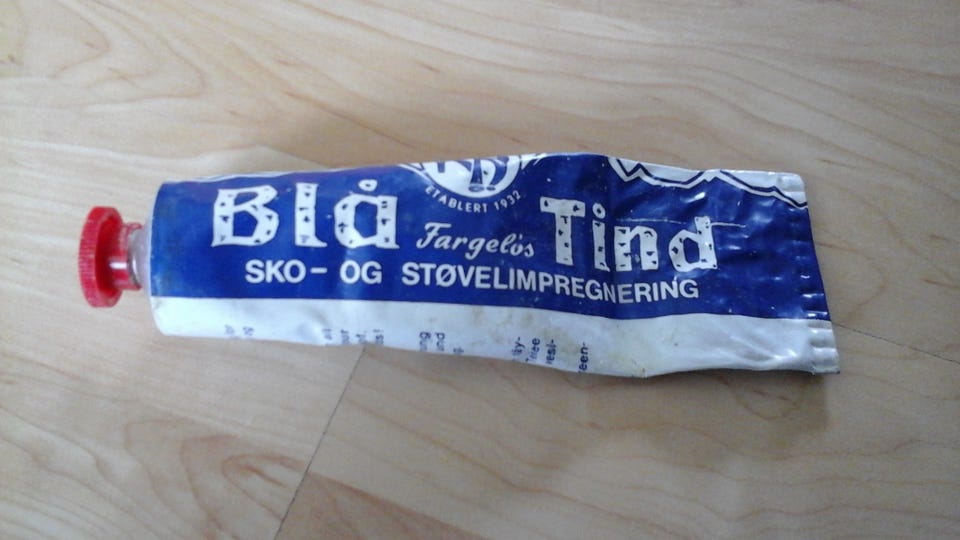 ETABLERT 1932
Blå Fargeløs Tind
SKO- OG STØVELIMPREGNERING